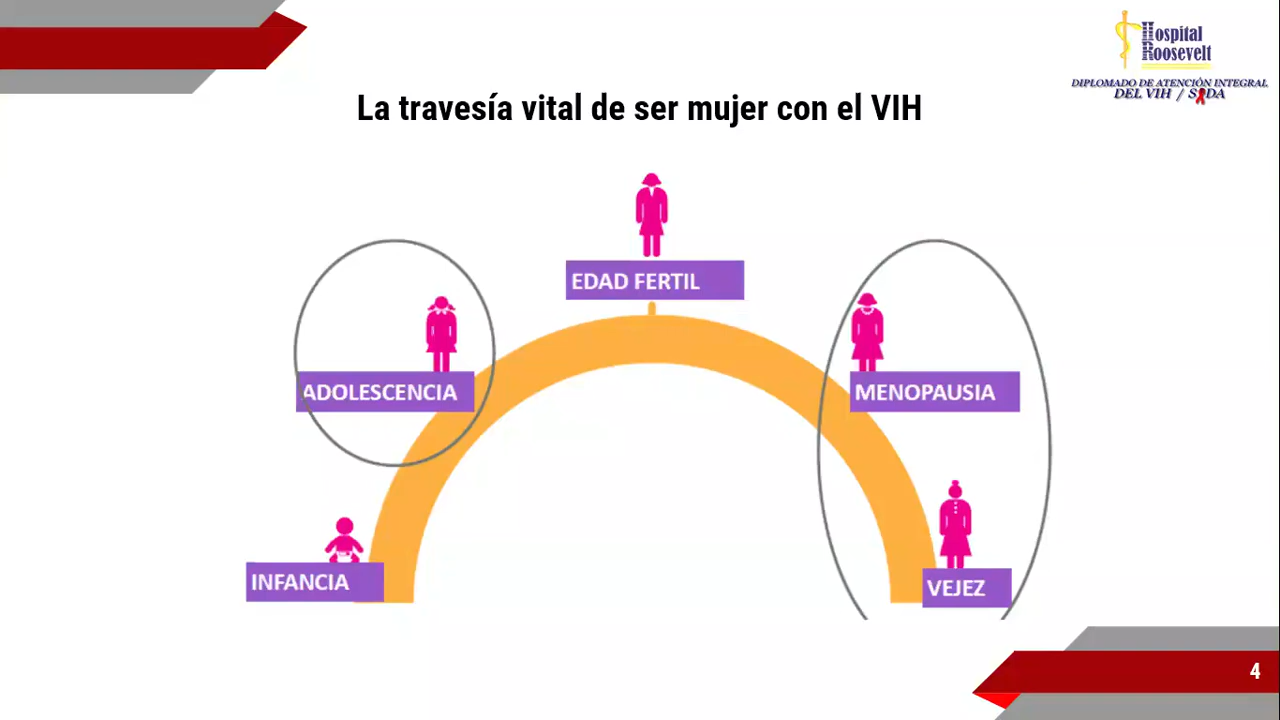 Hospital
Roosevelt
DIPLOMADO DE ATENCIÓN INTEGRAL
DEL VIH / SIDA
La travesía vital de ser mujer con el VIH
EDAD FERTIL
ADOLESCENCIA
MENOPAUSIA
INFANCIA
VEJEZ
4